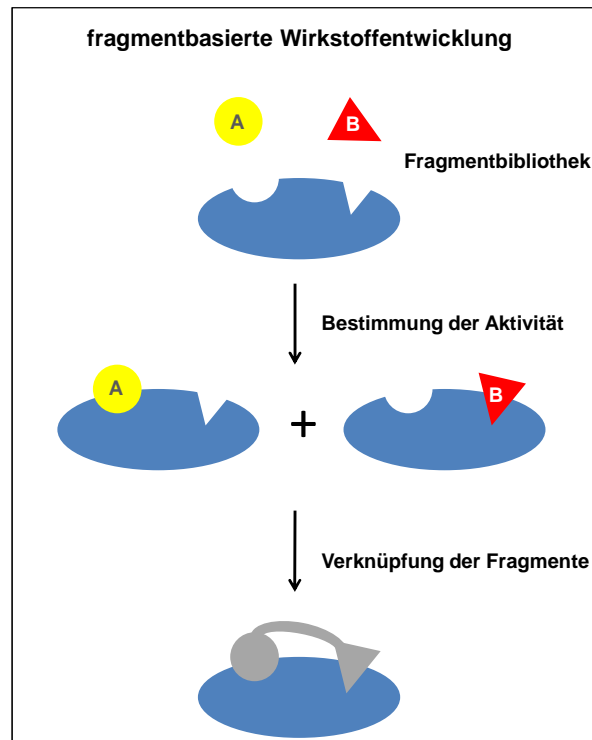 fragmentbasierte Wirkstoffentwicklung
A
B
Fragmentbibliothek
Bestimmung der Aktivität
A
+
B
Verknüpfung der Fragmente